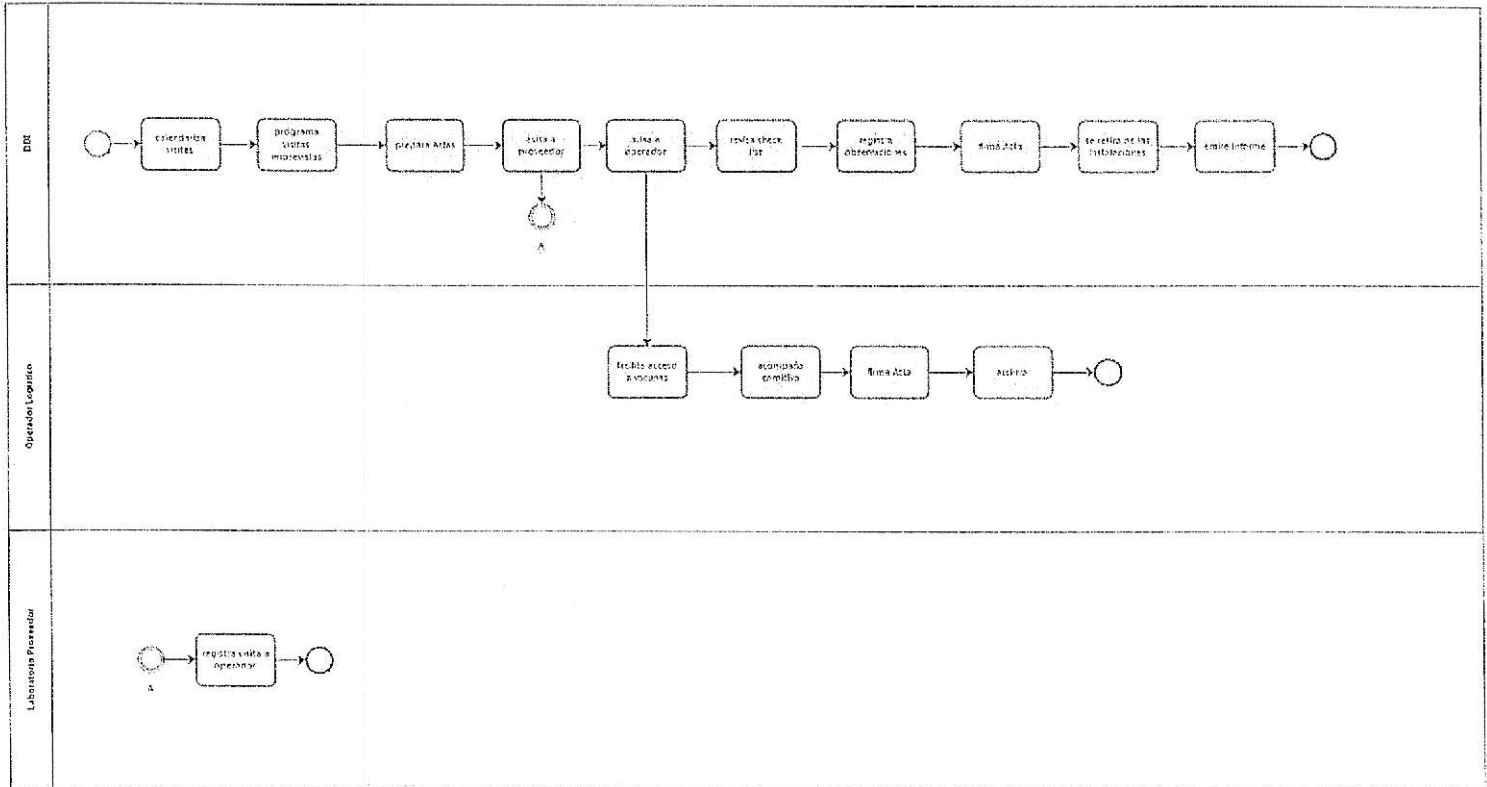 DDI
calendariza
visitas
programa
visitas
imprevistas
prepara Actas
proveedor
operador
revisa check
list
registra
observaciones
firma Acta
se retira de las
instalaciones
emite informe
A
Operador Logístico
facilita acceso
a vacunas
acompaña
comitiva
firma Acta
archiva
Laboratorio Proveedor
registra visita a
operador
A